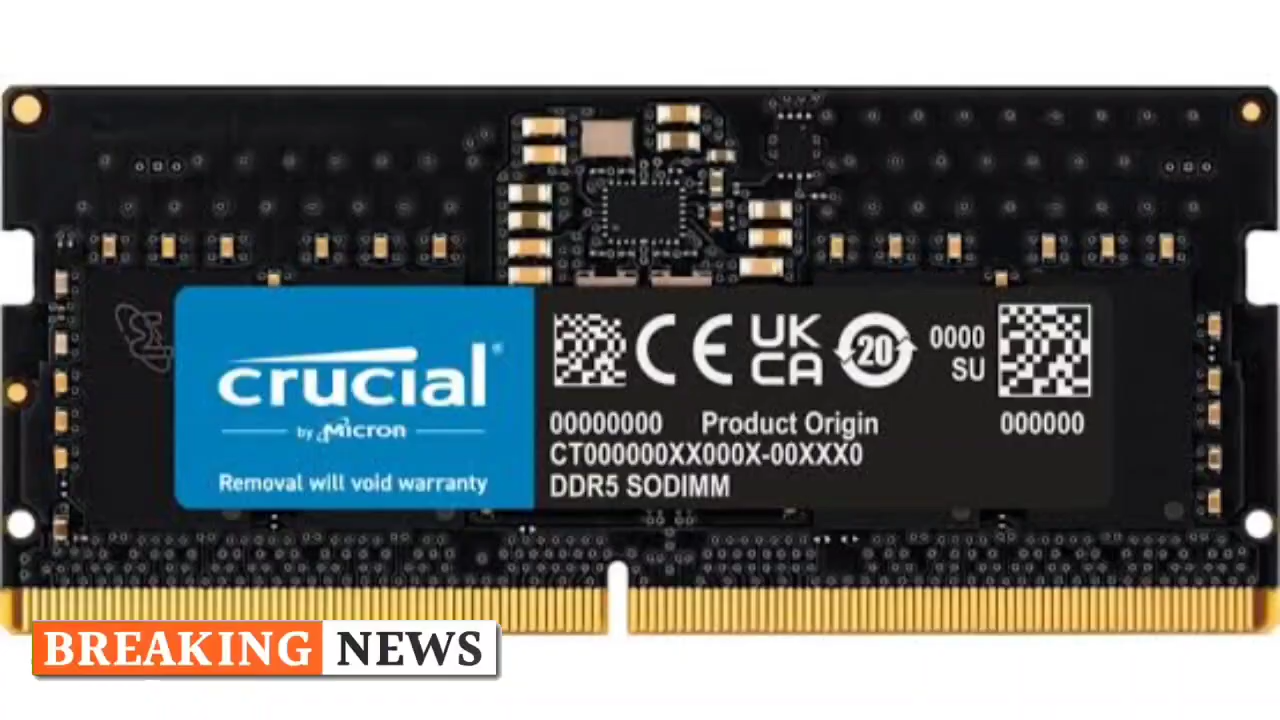 crucial®
by Micron
Removal will void warranty
CE UK CA 20 0000 SU
00000000 Product Origin 000000
CT000000XX000X-00XXX0
DDR5 SODIMM
BREAKING NEWS